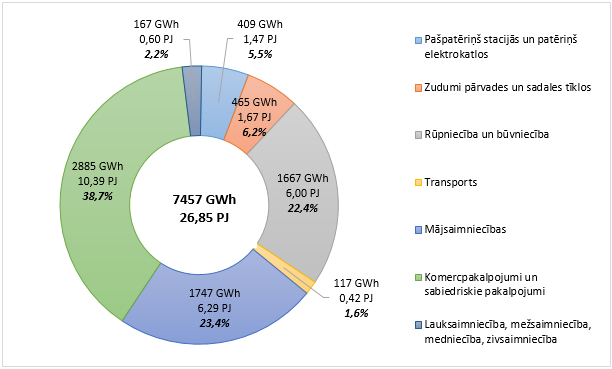 167 GWh
0,60 PJ
2,2%
409 GWh
1,47 PJ
5,5%
465 GWh
1,67 PJ
6,2%
1667 GWh
6,00 PJ
22,4%
117 GWh
0,42 PJ
1,6%
1747 GWh
6,29 PJ
23,4%
2885 GWh
10,39 PJ
38,7%
7457 GWh
26,85 PJ
Pašpatēriņš stacijās un patēriņš
elektrokatlos
Zudumi pārvades un sadales tīklos
Rūpniecība un būvniecība
Transports
Mājsaimniecības
Komercpakalpojumi un
sabiedriskie pakalpojumi
Lauksaimniecība, mežsaimniecība,
medniecība, zivsaimniecība